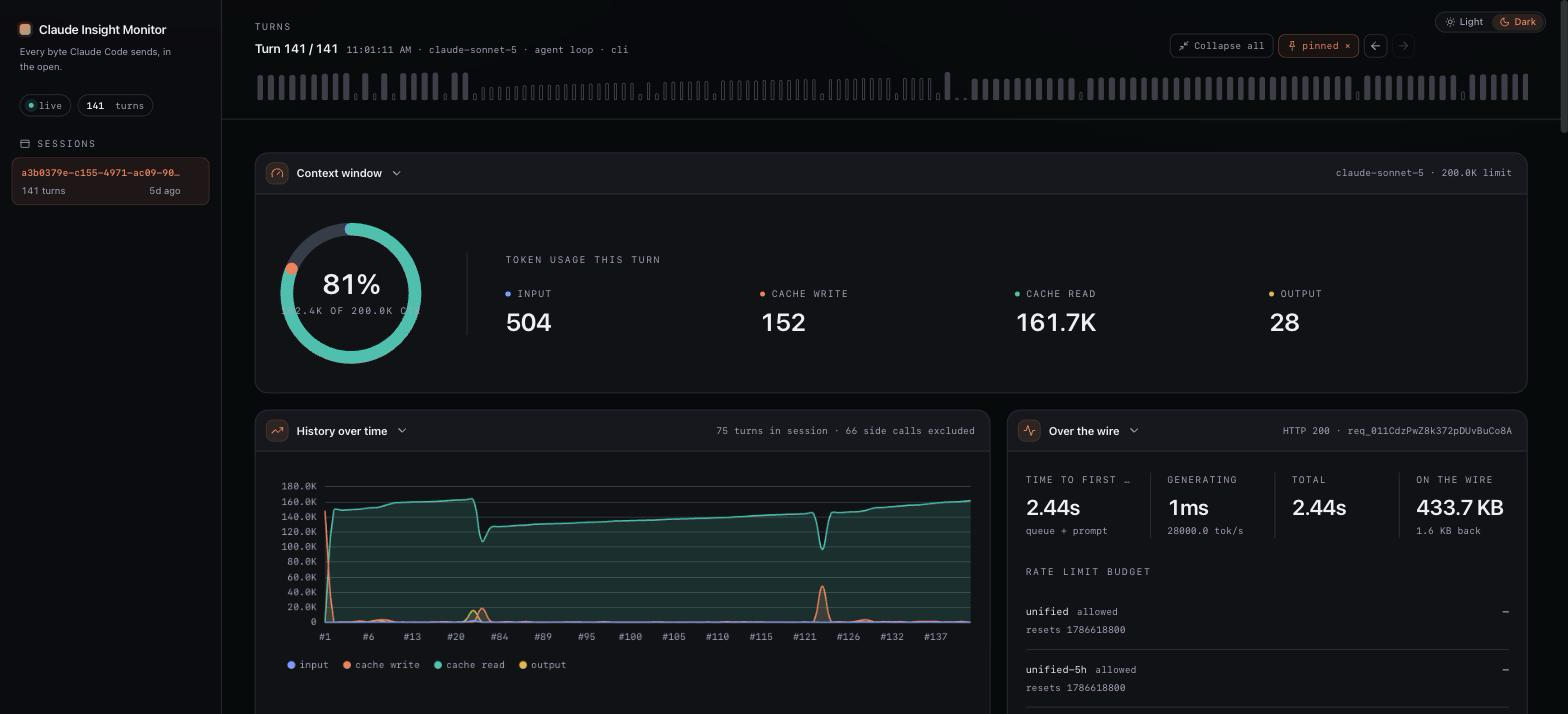 Claude Insight Monitor
Every byte Claude Code sends, in
the open.
live
141 turns
SESSIONS
a3b0379e-c155-4971-ac09-90…
141 turns 5d ago
TURNS
Turn 141 / 141 11:01:11 AM · claude-sonnet-5 · agent loop · cli
Light Dark
Collapse all pinned × ← →
Context window
claude-sonnet-5 · 200.0K limit
81%
2.4K OF 200.0K
TOKEN USAGE THIS TURN
INPUT CACHE WRITE CACHE READ OUTPUT
504 152 161.7K 28
History over time
75 turns in session · 66 side calls excluded
180.0K
160.0K
140.0K
120.0K
100.0K
80.0K
60.0K
40.0K
20.0K
0
#1 #6 #13 #20 #84 #89 #95 #100 #105 #110 #115 #121 #126 #132 #137
input cache write cache read output
Over the wire
HTTP 200 · req_011CdzPwZ8k372pDUvBuCo8A
TIME TO FIRST … GENERATING TOTAL ON THE WIRE
2.44s 1ms 2.44s 433.7 KB
queue + prompt 28000.0 tok/s 1.6 KB back
RATE LIMIT BUDGET
unified allowed —
resets 1786618800
unified-5h allowed —
resets 1786618800